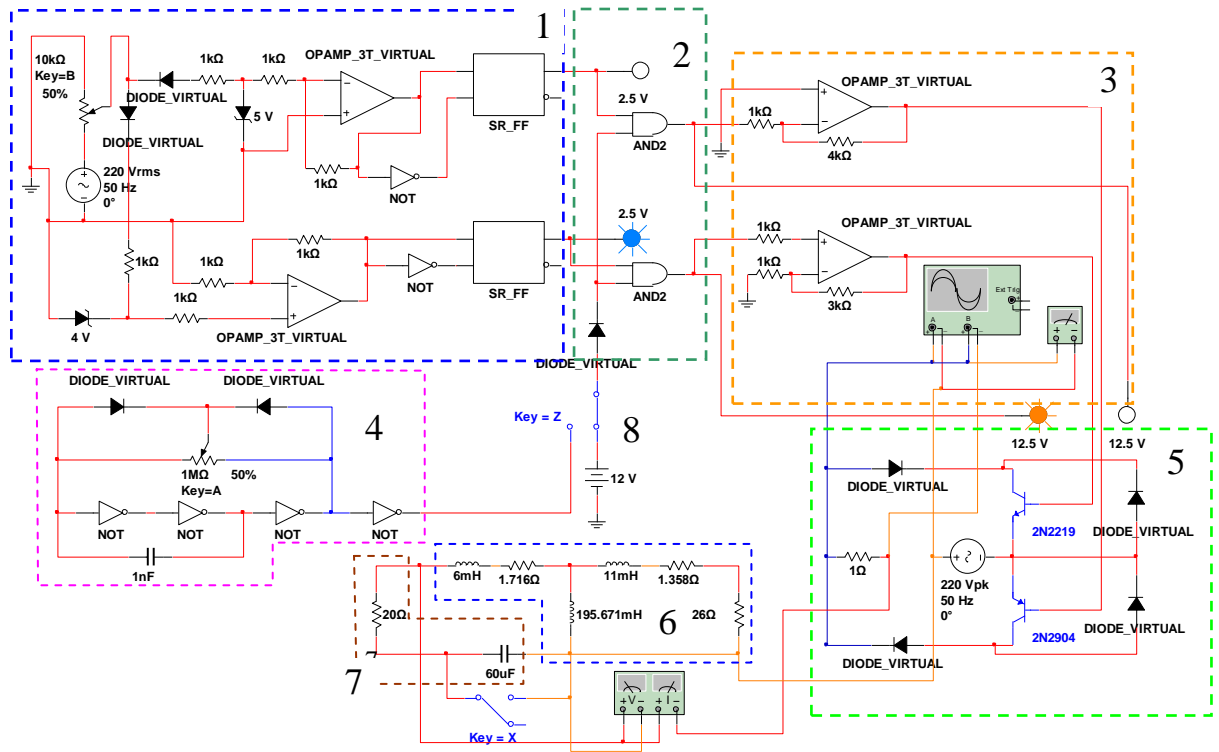 1
10kΩ
Key=B
50%
1kΩ
1kΩ
OPAMP_3T_VIRTUAL
DIODE_VIRTUAL
DIODE_VIRTUAL
5 V
SR_FF
220 Vrms
50 Hz
0°
1kΩ
NOT
1kΩ
1kΩ
1kΩ
1kΩ
NOT
SR_FF
4 V
OPAMP_3T_VIRTUAL
2
2.5 V
AND2
2.5 V
AND2
DIODE_VIRTUAL
3
OPAMP_3T_VIRTUAL
1kΩ
4kΩ
OPAMP_3T_VIRTUAL
1kΩ
1kΩ
3kΩ
Ext Trig
+
A
B
+ -
12.5 V
12.5 V
DIODE_VIRTUAL
DIODE_VIRTUAL
4
1MΩ
50%
Key=A
NOT
NOT
NOT
NOT
1nF
Key = Z
8
12 V
5
DIODE_VIRTUAL
2N2219
DIODE_VIRTUAL
1Ω
220 Vpk
50 Hz
0°
2N2904
DIODE_VIRTUAL
DIODE_VIRTUAL
6mH
1.716Ω
11mH
1.358Ω
20Ω
195.671mH
6
26Ω
7
60uF
Key = X
+ V - + I -